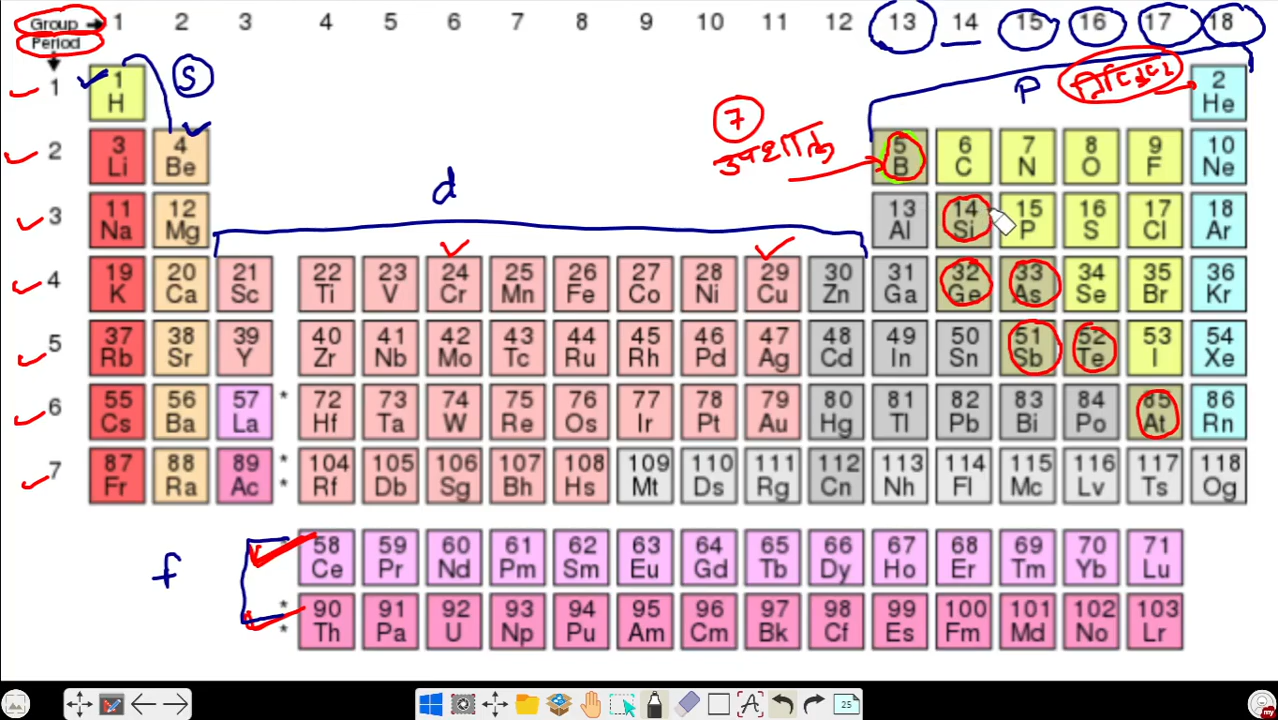 Group 1 2 3 4 5 6 7 8 9 10 11 12 13 14 15 16 17 18
Period
1 1 S P 2
H He
7
2 3 4 5 6 7 8 9 10
Li Be B C N O F Ne
d
3 11 12 13 14 15 16 17 18
Na Mg Al Si P S Cl Ar
4 19 20 21 22 23 24 25 26 27 28 29 30 31 32 33 34 35 36
K Ca Sc Ti V Cr Mn Fe Co Ni Cu Zn Ga Ge As Se Br Kr
5 37 38 39 40 41 42 43 44 45 46 47 48 49 50 51 52 53 54
Rb Sr Y Zr Nb Mo Tc Ru Rh Pd Ag Cd In Sn Sb Te I Xe
6 55 56 57 * 72 73 74 75 76 77 78 79 80 81 82 83 84 85 86
Cs Ba La Hf Ta W Re Os Ir Pt Au Hg Tl Pb Bi Po At Rn
7 87 88 89 * 104 105 106 107 108 109 110 111 112 113 114 115 116 117 118
Fr Ra Ac * Rf Db Sg Bh Hs Mt Ds Rg Cn Nh Fl Mc Lv Ts Og
58 59 60 61 62 63 64 65 66 67 68 69 70 71
f Ce Pr Nd Pm Sm Eu Gd Tb Dy Ho Er Tm Yb Lu
* 90 91 92 93 94 95 96 97 98 99 100 101 102 103
* Th Pa U Np Pu Am Cm Bk Cf Es Fm Md No Lr
25